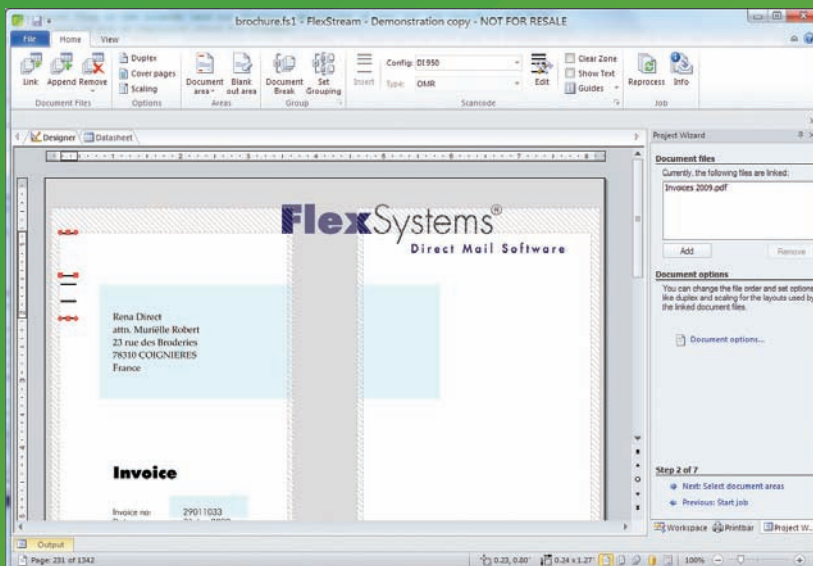 brochure.fs1 - FlexStream - Demonstration copy - NOT FOR RESALE
File Home View
Link Append Remove
Document Files
Duplex
Cover pages
Scaling
Options
Document area Blank out area
Areas
Document Break Set Grouping
Group
Insert
Config: DI 950
Type: OMR
Edit
Clear Zone
Show Text
Guides
Scancode
Reprocess Info
Job
Designer Datasheet
FlexSystems®
Direct Mail Software
Rena Direct
attn. Muriëlle Robert
23 rue des Broderies
78310 COIGNIERES
France
Invoice
Invoice no: 29011033
Project Wizard
Document files
Currently, the following files are linked:
Invoices 2009.pdf
Add Remove
Document options
You can change the file order and set options
like duplex and scaling for the layouts used by
the linked document files.
Document options...
Step 2 of 7
Next: Select document areas
Previous: Start job
Workspace Printbar Project W...
Output
Page: 231 of 1342
0.23, 0.80" 0.24 x 1.27" 100%